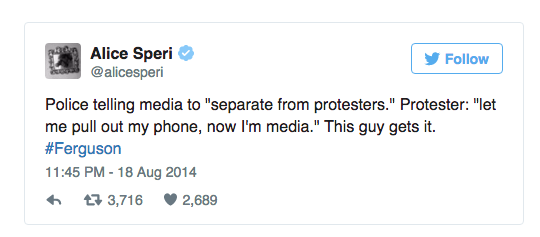 Alice Speri
@alicesperi
Follow
Police telling media to "separate from protesters." Protester: "let
me pull out my phone, now I'm media." This guy gets it.
#Ferguson
11:45 PM - 18 Aug 2014
3,716 2,689